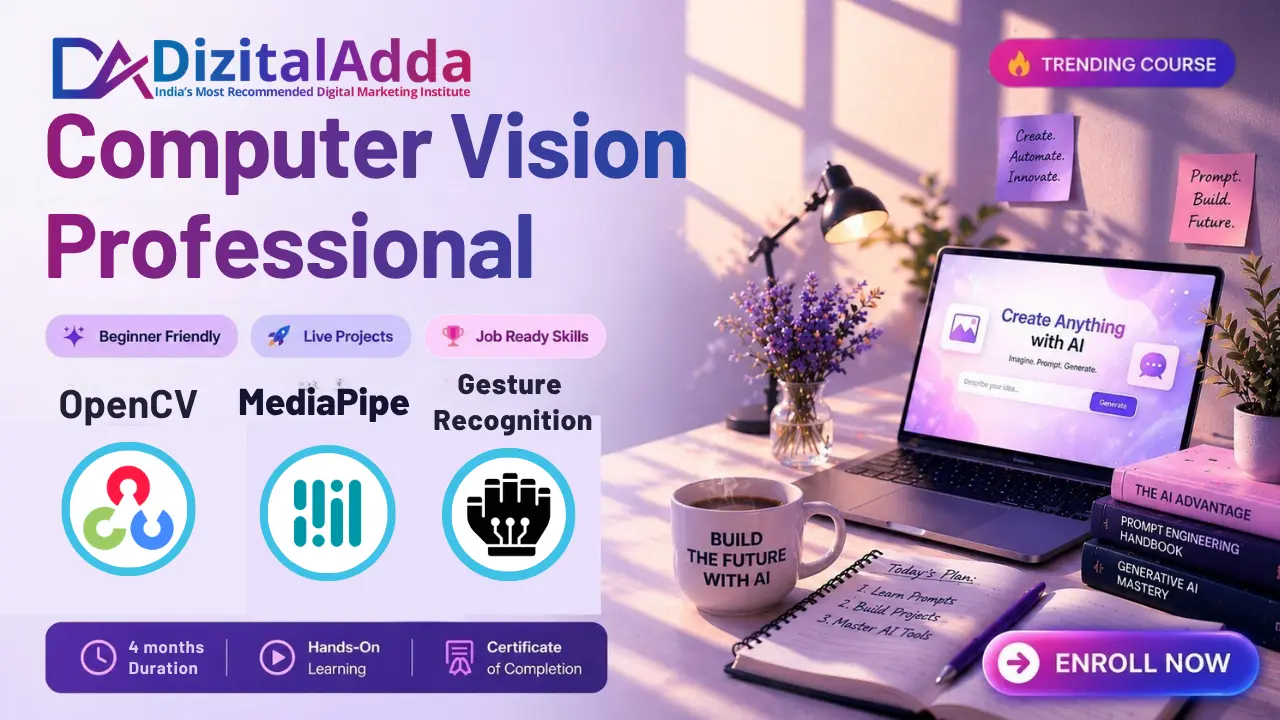 DizitalAdda
India's Most Recommended Digital Marketing Institute
Computer Vision
Professional
Beginner Friendly
Live Projects
Job Ready Skills
OpenCV
MediaPipe
Gesture
Recognition
4 months
Duration
Hands-On
Learning
Certificate
of Completion
TRENDING COURSE
Create.
Automate.
Innovate.
Prompt.
Build.
Future.
Create Anything
with AI
Imagine. Prompt. Generate.
Describe your idea...
Generate
THE AI ADVANTAGE
PROMPT ENGINEERING
HANDBOOK
GENERATIVE AI
MASTERY
BUILD
THE FUTURE
WITH AI
Today's Plan:
1. Learn Prompts
2. Build Projects
3. Master AI Tools
ENROLL NOW